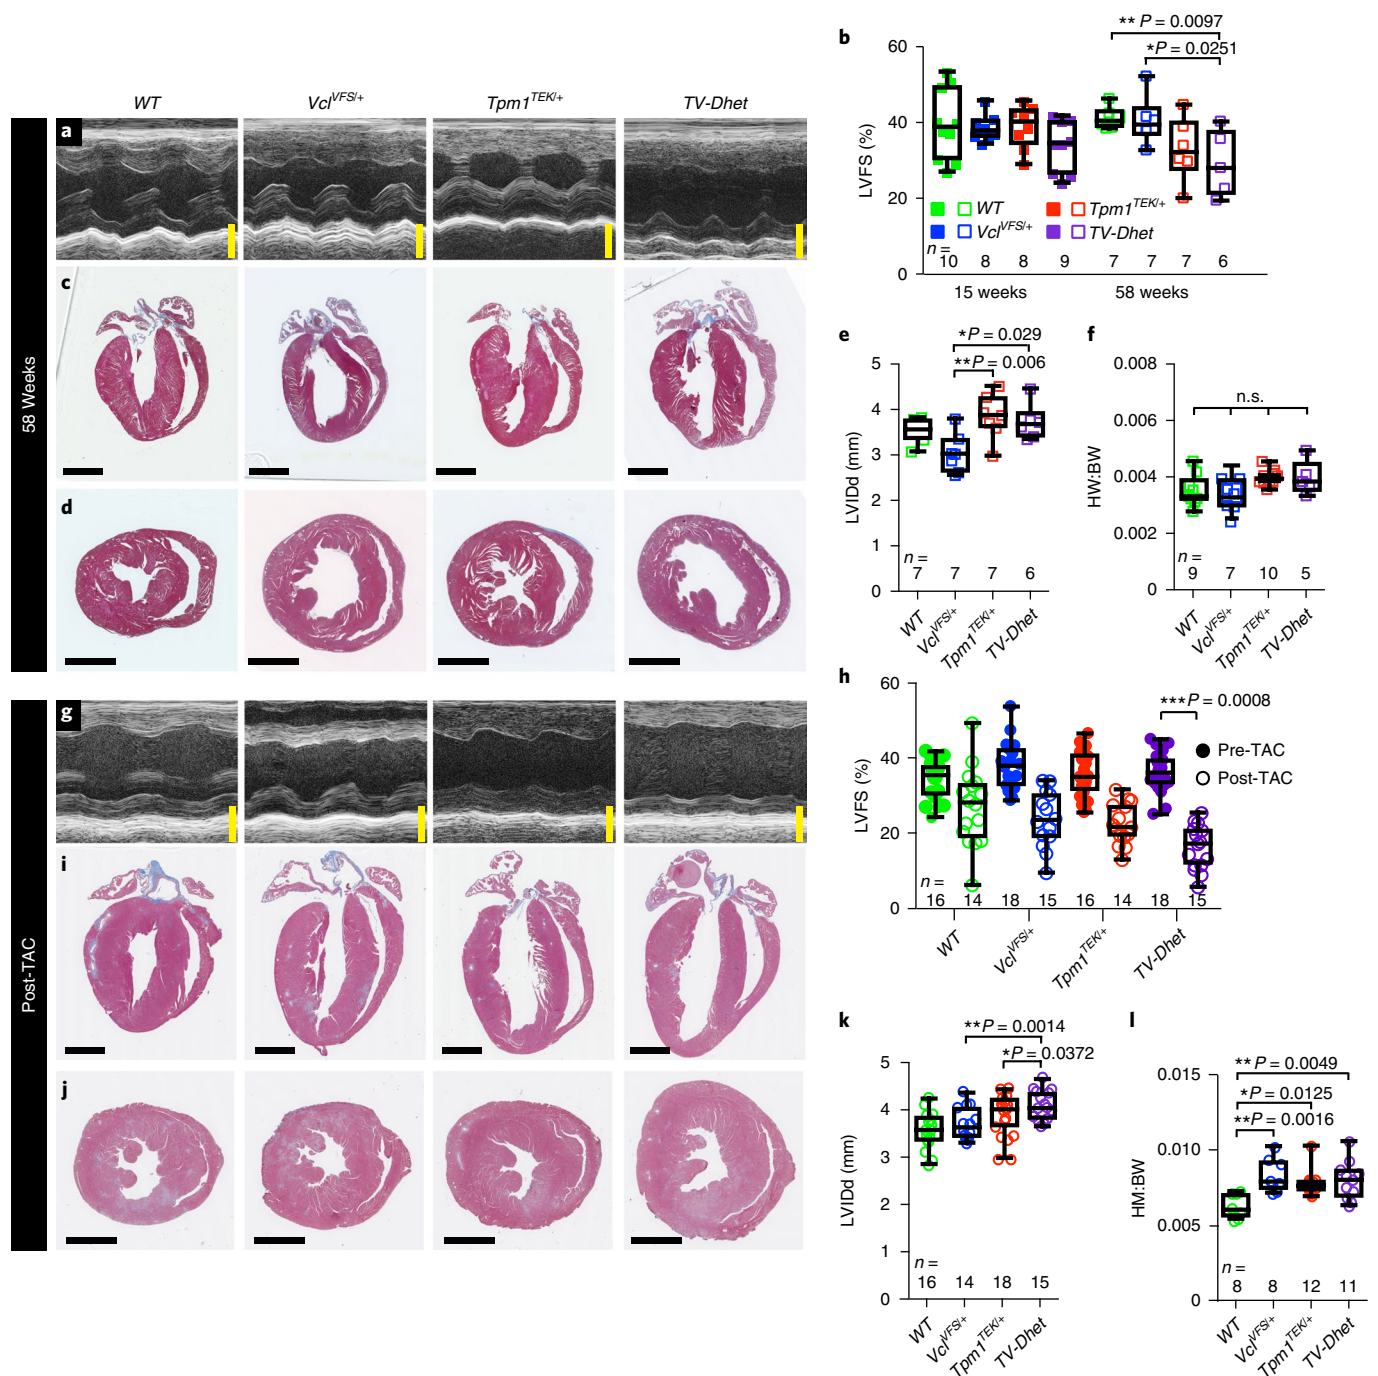 WT
Vcl^VFS/+
Tpm1^TEK/+
TV-Dhet
58 Weeks
a
c
d
b
** P = 0.0097
*P = 0.0251
60
40
20
0
LVFS (%)
WT
Vcl^VFS/+
Tpm1^TEK/+
TV-Dhet
n =
10 8 8 9 7 7 7 6
15 weeks 58 weeks
e
*P = 0.029
**P = 0.006
5
4
3
2
1
0
LVIDd (mm)
n =
7 7 7 6
WT
Vcl^VFS/+
Tpm1^TEK/+
TV-Dhet
f
0.008
0.006
0.004
0.002
0
HW:BW
n.s.
n =
9 7 10 5
WT
Vcl^VFS/+
Tpm1^TEK/+
TV-Dhet
Post-TAC
g
i
j
h
60
40
20
0
LVFS (%)
***P = 0.0008
Pre-TAC
Post-TAC
n =
16 14 18 15 16 14 18 15
WT
Vcl^VFS/+
Tpm1^TEK/+
TV-Dhet
k
**P = 0.0014
*P = 0.0372
5
4
3
2
1
0
LVIDd (mm)
n =
16 14 18 15
WT
Vcl^VFS/+
Tpm1^TEK/+
TV-Dhet
l
**P = 0.0049
*P = 0.0125
**P = 0.0016
0.015
0.010
0.005
0
HM:BW
n =
8 8 12 11
WT
Vcl^VFS/+
Tpm1^TEK/+
TV-Dhet